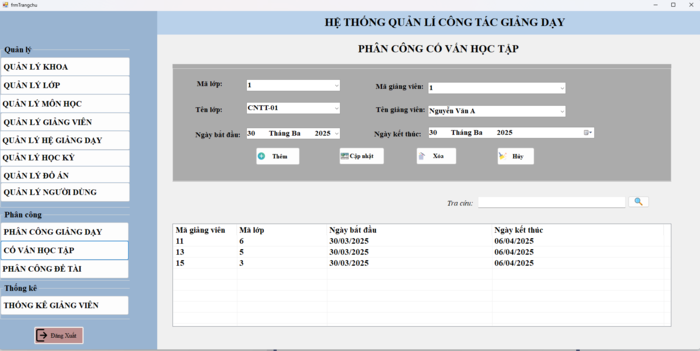 frmTrangchu
HỆ THỐNG QUẢN LÍ CÔNG TÁC GIẢNG DẠY
Quản lý
QUẢN LÝ KHOA
QUẢN LÝ LỚP
QUẢN LÝ MÔN HỌC
QUẢN LÝ GIẢNG VIÊN
QUẢN LÝ HỆ GIẢNG DẠY
QUẢN LÝ HỌC KỲ
QUẢN LÝ ĐỒ ÁN
QUẢN LÝ NGƯỜI DÙNG
Phân công
PHÂN CÔNG GIẢNG DẠY
CỐ VẤN HỌC TẬP
PHÂN CÔNG ĐỀ TÀI
Thống kê
THỐNG KÊ GIẢNG VIÊN
Đăng Xuất
PHÂN CÔNG CỐ VẤN HỌC TẬP
Mã lớp: 1 Mã giảng viên: 1
Tên lớp: CNTT-01 Tên giảng viên: Nguyễn Văn A
Ngày bắt đầu: 30 Tháng Ba 2025 Ngày kết thúc: 30 Tháng Ba 2025
Thêm Cập nhật Xóa Hủy
Tra cứu:
Mã giảng viên Mã lớp Ngày bắt đầu Ngày kết thúc
11 6 30/03/2025 06/04/2025
13 5 30/03/2025 06/04/2025
15 3 30/03/2025 06/04/2025